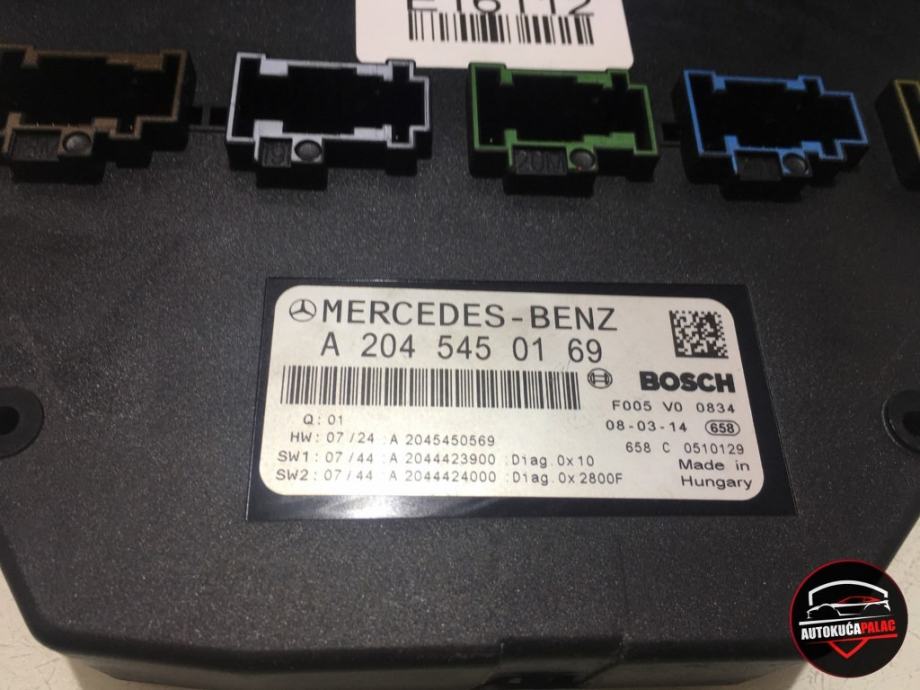 MERCEDES-BENZ
A 204 545 01 69
BOSCH
F005 V0 0834
Q: 01
08-03-14 658
HW: 07/24 :A 2045450569
658 C 0510129
SW1: 07/44 :A 2044423900 :Diag.0x10
Made in
SW2: 07/44 :A 2044424000 :Diag.0x2800F
Hungary
AUTOKUĆAPALAC